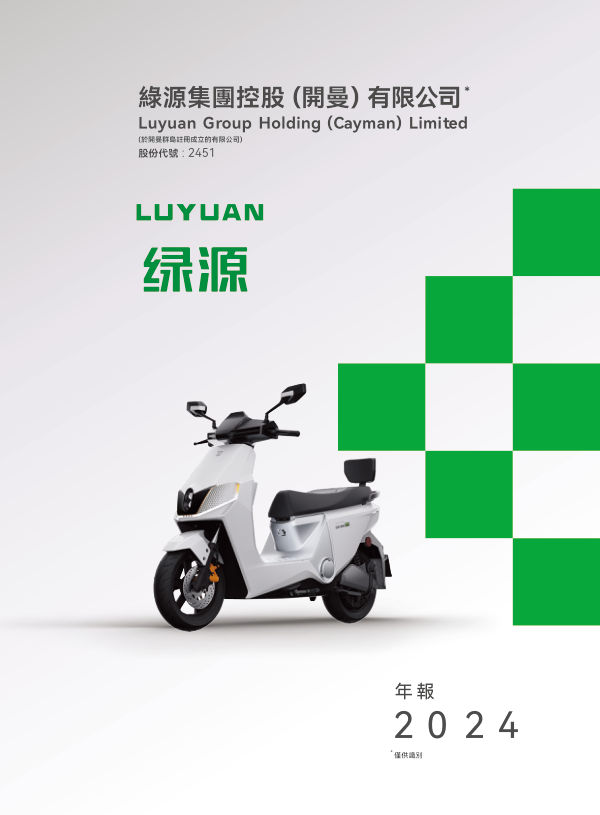 綠源集團控股（開曼）有限公司*
Luyuan Group Holding (Cayman) Limited
(於開曼群島註冊成立的有限公司)
股份代號：2451
LUYUAN
绿源
年報
2024
*僅供識別